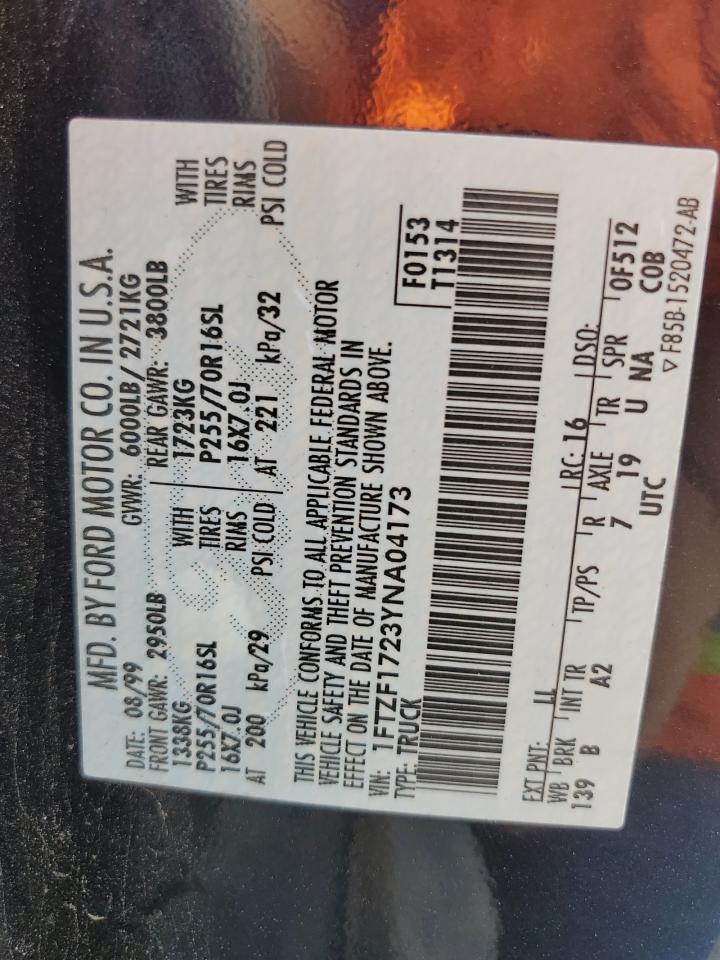 MFD. BY FORD MOTOR CO. IN U.S.A.
DATE: 08/99 GVWR: 6000LB/ 2721KG
FRONT GAWR: 2950LB REAR GAWR: 3800LB
1338KG WITH 1723KG WITH
P255/70R16SL TIRES P255/70R16SL TIRES
16X7.0J RIMS 16X7.0J RIMS
AT 200 kPa/29 PSI COLD AT 221 kPa/32 PSI COLD
THIS VEHICLE CONFORMS TO ALL APPLICABLE FEDERAL MOTOR
VEHICLE SAFETY AND THEFT PREVENTION STANDARDS IN
EFFECT ON THE DATE OF MANUFACTURE SHOWN ABOVE.
VIN: 1FTZF1723YNA04173 F0153
TYPE: TRUCK T1314
EXT PNT: LL RC: 16 DSO:
WB BRK INT TR TP/PS R AXLE TR SPR 0F512
139 B A2 7 19 U NA COB
UTC
▽ F85B-1520472-AB